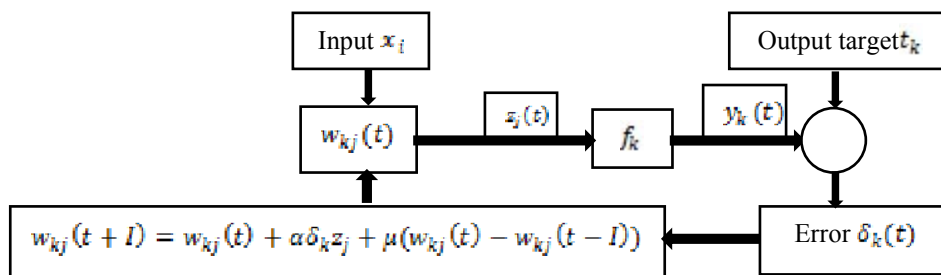 Input x_i
Output target t_k
w_kj(t)
z_j(t)
f_k
y_k(t)
w_kj(t + I) = w_kj(t) + αδ_k z_j + μ(w_kj(t) − w_kj(t − I))
Error δ_k(t)